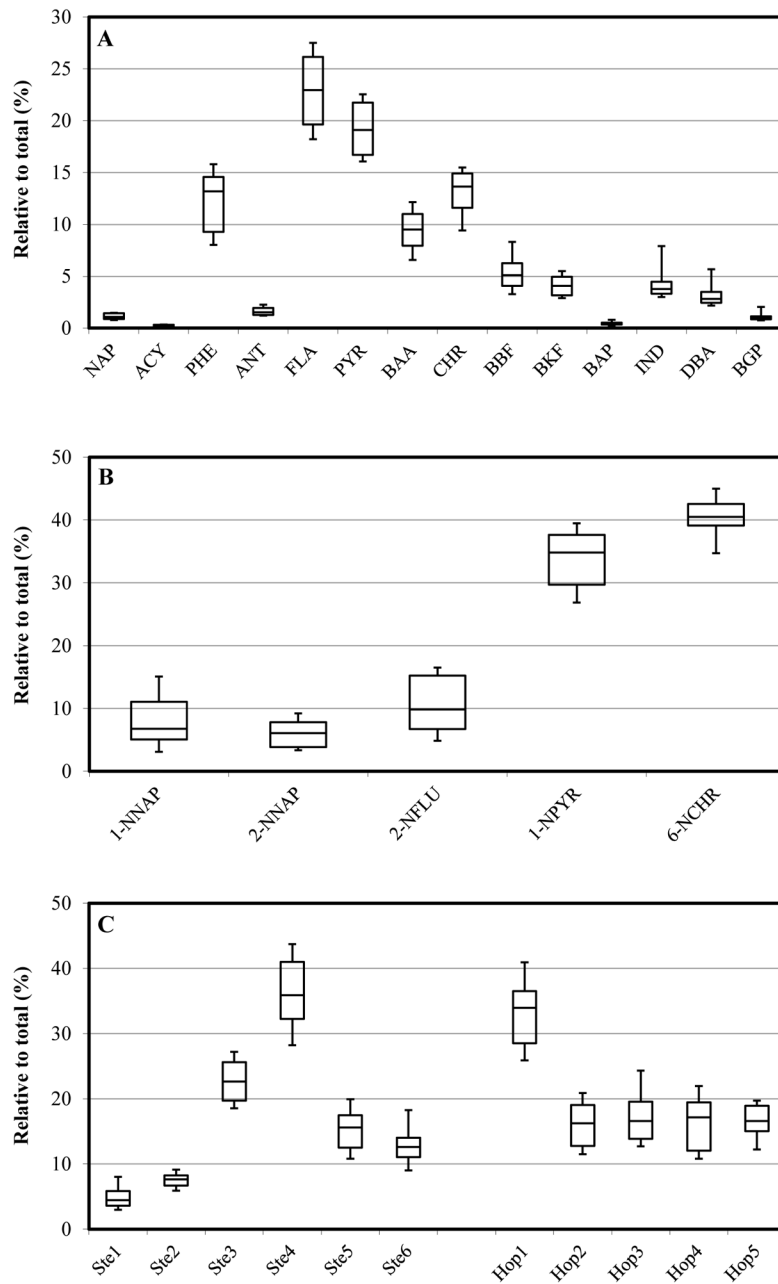 A
Relative to total (%)
30
25
20
15
10
5
0
NAP ACY PHE ANT FLA PYR BAA CHR BBF BKF BAP IND DBA BGP
B
Relative to total (%)
50
40
30
20
10
0
1-NNAP 2-NNAP 2-NFLU 1-NPYR 6-NCHR
C
Relative to total (%)
50
40
30
20
10
0
Ste1 Ste2 Ste3 Ste4 Ste5 Ste6 Hop1 Hop2 Hop3 Hop4 Hop5